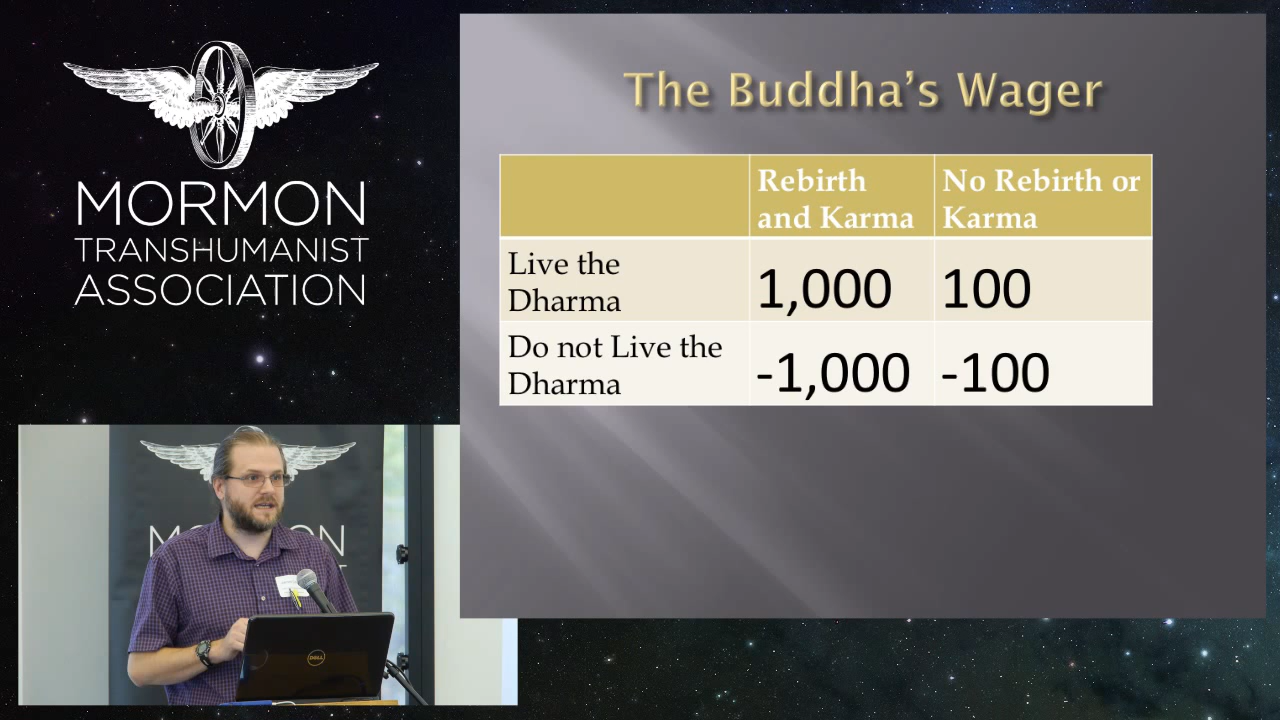 MORMON
TRANSHUMANIST
ASSOCIATION
The Buddha's Wager
Rebirth and Karma
No Rebirth or Karma
Live the Dharma
1,000
100
Do not Live the Dharma
-1,000
-100
DELL